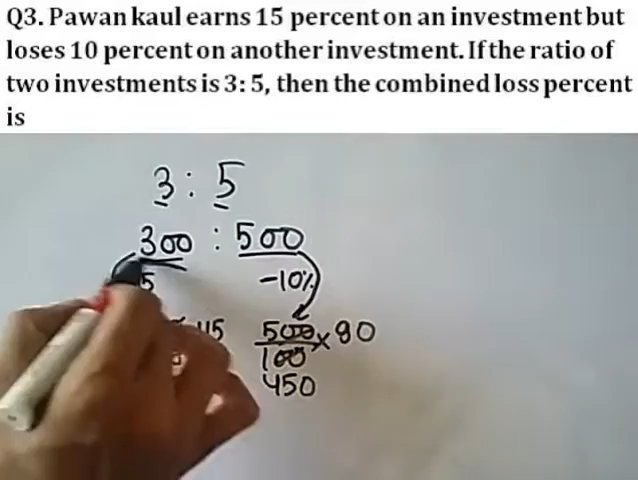 Q3. Pawan kaul earns 15 percent on an investment but
loses 10 percent on another investment. If the ratio of
two investments is 3: 5, then the combined loss percent
is
3 : 5
300 : 500
5 -10%
45 500/100 × 90
450